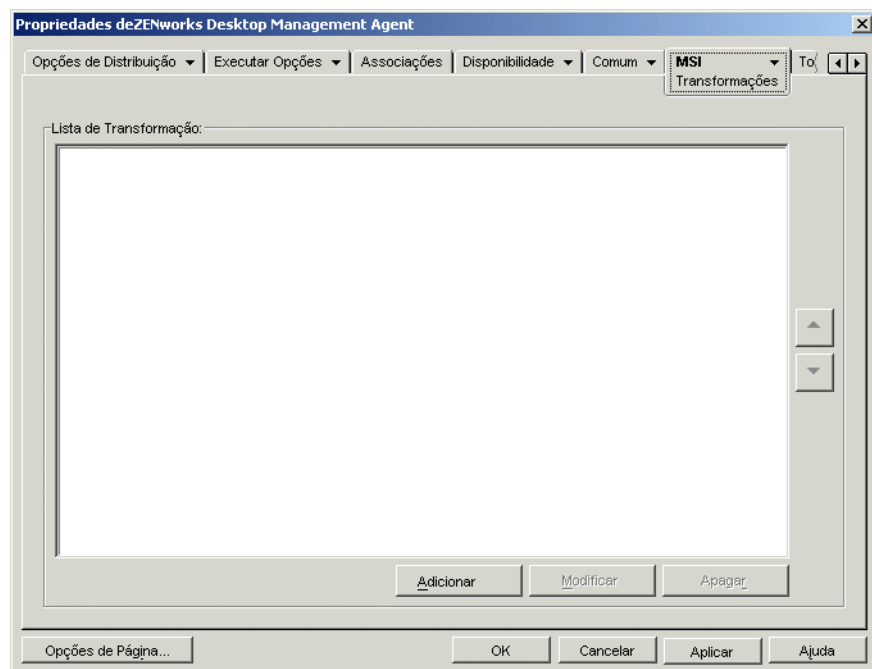 Propriedades deZENworks Desktop Management Agent
Opções de Distribuição Executar Opções Associações Disponibilidade Comum MSI To
Transformações
Lista de Transformação:
Adicionar Modificar Apagar
Opções de Página... OK Cancelar Aplicar Ajuda